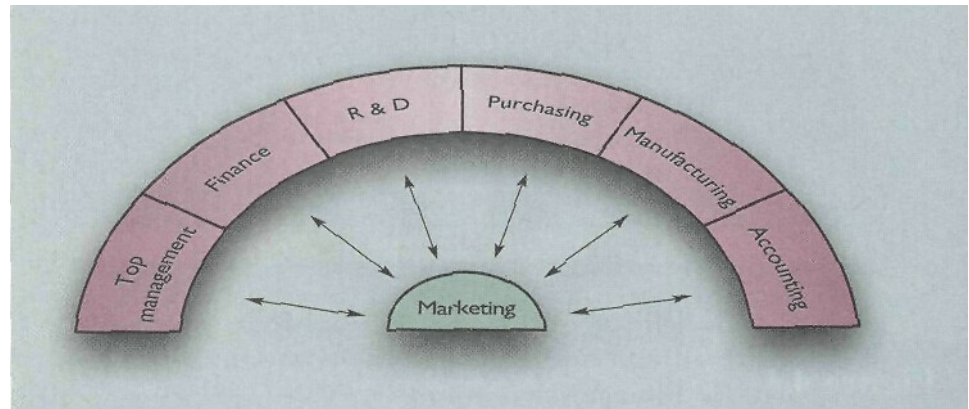 Top
management
Finance
R & D
Purchasing
Manufacturing
Accounting
Marketing